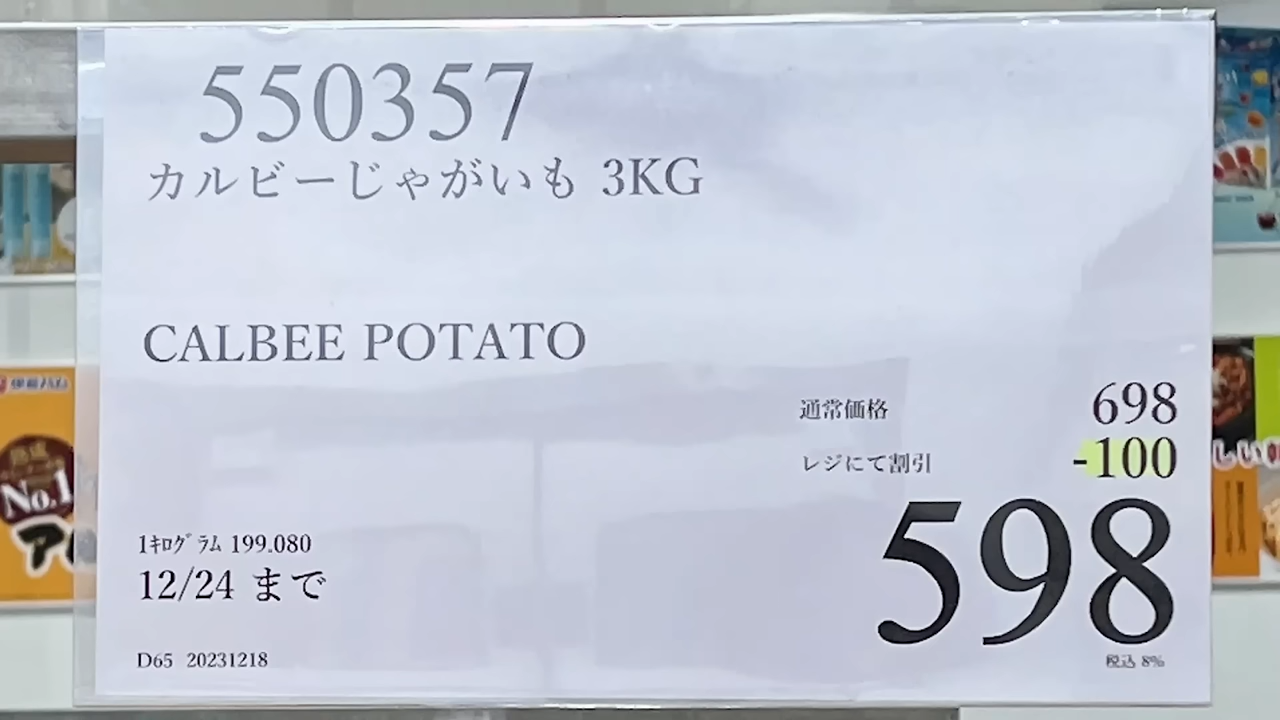 550357
カルビーじゃがいも 3KG
CALBEE POTATO
通常価格 698
レジにて割引 -100
598
税込 8%
1ｷﾛｸﾞﾗﾑ 199.080
12/24 まで
D65 20231218
No.1